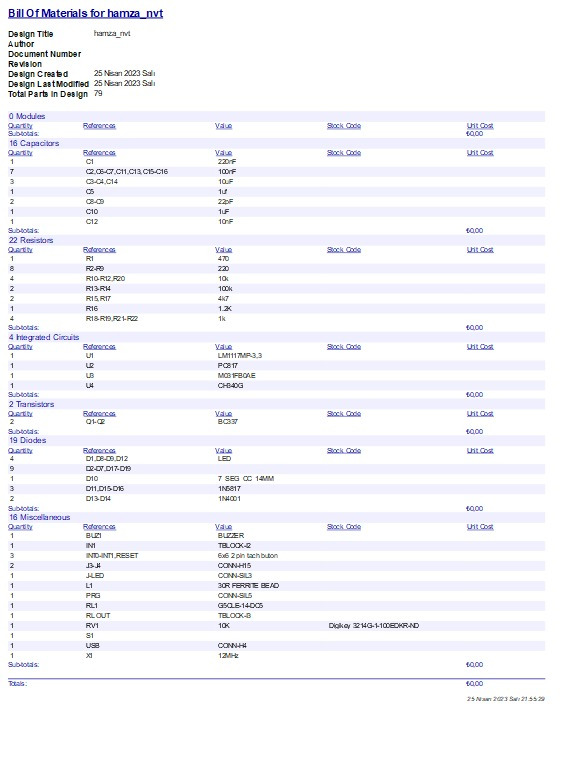 Bill Of Materials for hamza_nvt
Design Title hamza_nvt
Author
Document Number
Revision
Design Created 25 Nisan 2023 Salı
Design Last Modified 25 Nisan 2023 Salı
Total Parts In Design 79
0 Modules
Quantity References Value Stock Code Unit Cost
Sub-totals: ₺0,00
16 Capacitors
Quantity References Value Stock Code Unit Cost
1 C1 220nF
7 C2,C6-C7,C11,C13,C15-C16 100nF
3 C3-C4,C14 10uF
1 C5 1uf
2 C8-C9 22pF
1 C10 1uF
1 C12 10nF
Sub-totals: ₺0,00
22 Resistors
Quantity References Value Stock Code Unit Cost
1 R1 470
8 R2-R9 220
4 R10-R12,R20 10k
2 R13-R14 100k
2 R15,R17 4k7
1 R16 1.2K
4 R18-R19,R21-R22 1k
Sub-totals: ₺0,00
4 Integrated Circuits
Quantity References Value Stock Code Unit Cost
1 U1 LM1117MP-3,3
1 U2 PC817
1 U3 M031FB0AE
1 U4 CH340G
Sub-totals: ₺0,00
2 Transistors
Quantity References Value Stock Code Unit Cost
2 Q1-Q2 BC337
Sub-totals: ₺0,00
19 Diodes
Quantity References Value Stock Code Unit Cost
4 D1,D8-D9,D12 LED
9 D2-D7,D17-D19
1 D10 7 SEG CC 14MM
3 D11,D15-D16 1N5817
2 D13-D14 1N4001
Sub-totals: ₺0,00
16 Miscellaneous
Quantity References Value Stock Code Unit Cost
1 BUZ1 BUZZER
1 IN1 TBLOCK-I2
3 INT0-INT1,RESET 6x6 2 pin tach buton
2 J3-J4 CONN-H15
1 J-LED CONN-SIL3
1 L1 30R FERRITE BEAD
1 PRG CONN-SIL5
1 RL1 G5CLE-14-DC5
1 RL OUT TBLOCK-I3
1 RV1 10K Digikey 3214G-1-100EDKR-ND
1 S1
1 USB CONN-H4
1 X1 12MHz
Sub-totals: ₺0,00
Totals: ₺0,00
25 Nisan 2023 Salı 21:55:29